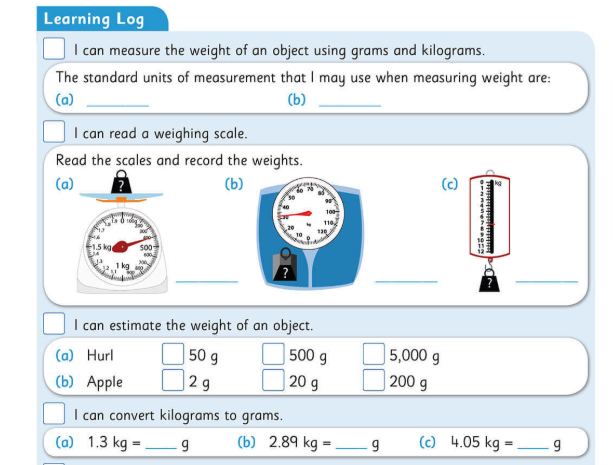 Learning Log
I can measure the weight of an object using grams and kilograms.
The standard units of measurement that I may use when measuring weight are:
(a) ________ (b) ________
I can read a weighing scale.
Read the scales and record the weights.
(a) ? (b) (c)
kg
0
1
2
3
4
5
6
7
8
9
10
11
12
0 100g
200
500
1 kg
1.5 kg
10 20 40 50 60 70 80 90 100 110 120
?
?
I can estimate the weight of an object.
(a) Hurl 50 g 500 g 5,000 g
(b) Apple 2 g 20 g 200 g
I can convert kilograms to grams.
(a) 1.3 kg = ____ g (b) 2.89 kg = ____ g (c) 4.05 kg = ____ g